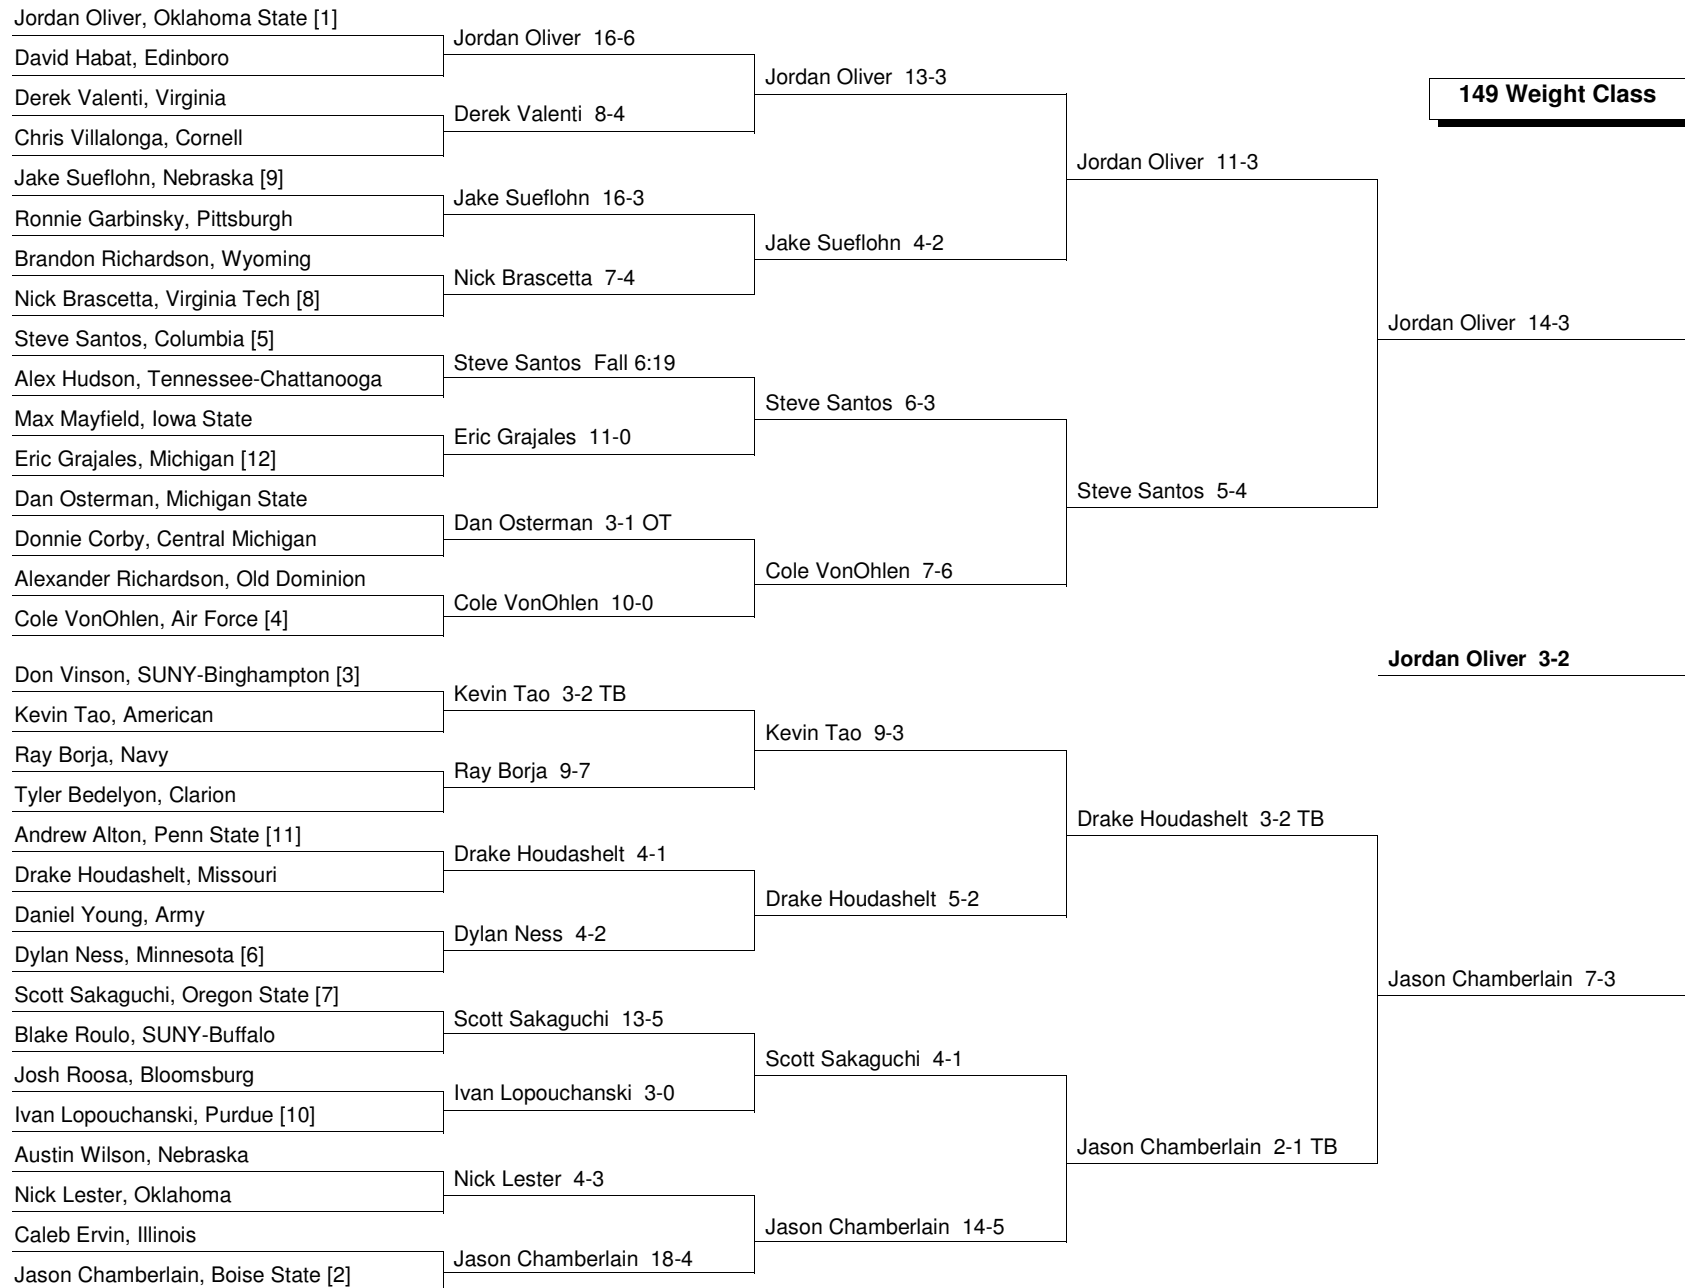 Jordan Oliver, Oklahoma State [1]
David Habat, Edinboro
Derek Valenti, Virginia
Chris Villalonga, Cornell
Jake Sueflohn, Nebraska [9]
Ronnie Garbinsky, Pittsburgh
Brandon Richardson, Wyoming
Nick Brascetta, Virginia Tech [8]
Steve Santos, Columbia [5]
Alex Hudson, Tennessee-Chattanooga
Max Mayfield, Iowa State
Eric Grajales, Michigan [12]
Dan Osterman, Michigan State
Donnie Corby, Central Michigan
Alexander Richardson, Old Dominion
Cole VonOhlen, Air Force [4]
Don Vinson, SUNY-Binghampton [3]
Kevin Tao, American
Ray Borja, Navy
Tyler Bedelyon, Clarion
Andrew Alton, Penn State [11]
Drake Houdashelt, Missouri
Daniel Young, Army
Dylan Ness, Minnesota [6]
Scott Sakaguchi, Oregon State [7]
Blake Roulo, SUNY-Buffalo
Josh Roosa, Bloomsburg
Ivan Lopouchanski, Purdue [10]
Austin Wilson, Nebraska
Nick Lester, Oklahoma
Caleb Ervin, Illinois
Jason Chamberlain, Boise State [2]
Jordan Oliver 16-6
Derek Valenti 8-4
Jake Sueflohn 16-3
Nick Brascetta 7-4
Steve Santos Fall 6:19
Eric Grajales 11-0
Dan Osterman 3-1 OT
Cole VonOhlen 10-0
Kevin Tao 3-2 TB
Ray Borja 9-7
Drake Houdashelt 4-1
Dylan Ness 4-2
Scott Sakaguchi 13-5
Ivan Lopouchanski 3-0
Nick Lester 4-3
Jason Chamberlain 18-4
Jordan Oliver 13-3
Jake Sueflohn 4-2
Steve Santos 6-3
Cole VonOhlen 7-6
Kevin Tao 9-3
Drake Houdashelt 5-2
Scott Sakaguchi 4-1
Jason Chamberlain 14-5
Jordan Oliver 11-3
Steve Santos 5-4
Drake Houdashelt 3-2 TB
Jason Chamberlain 2-1 TB
149 Weight Class
Jordan Oliver 14-3
Jordan Oliver 3-2
Jason Chamberlain 7-3